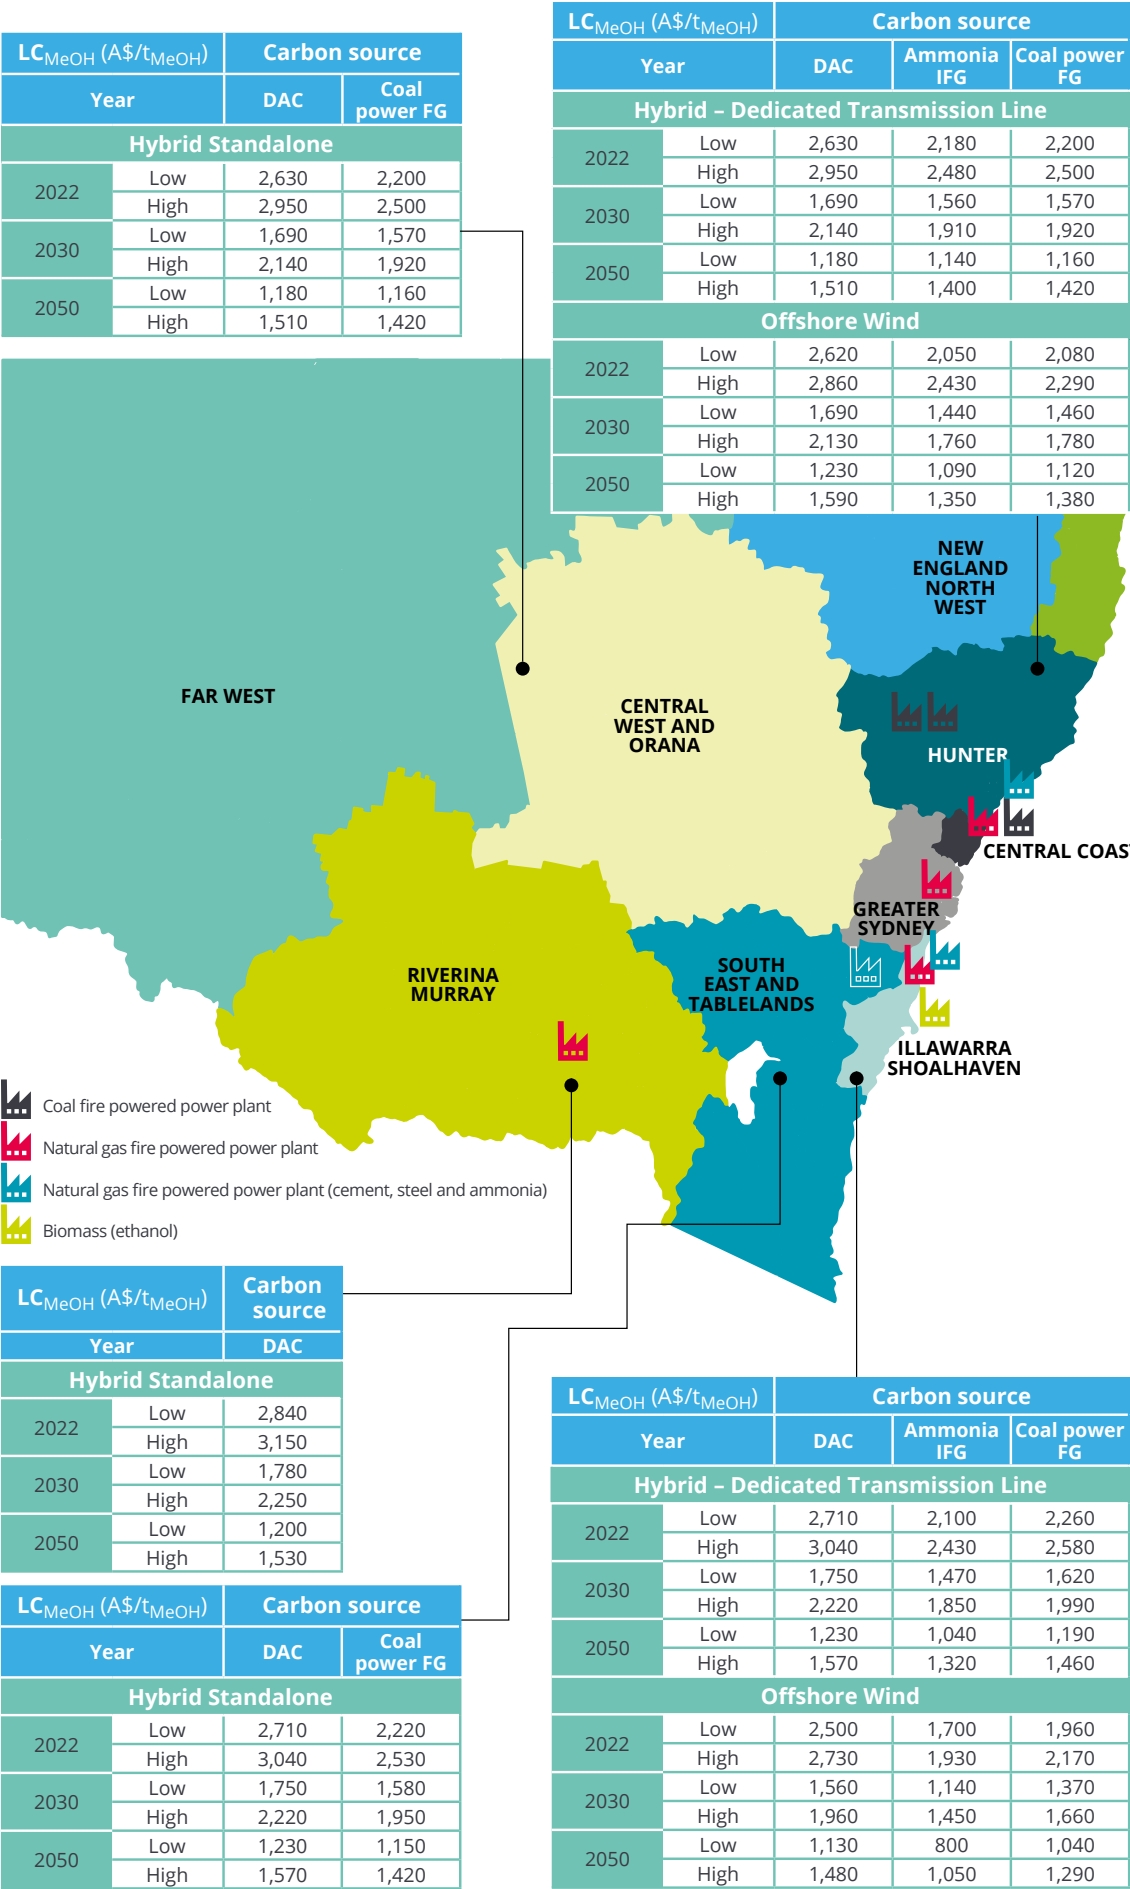 LCMeOH (A$/tMeOH) Carbon source
Year DAC Coal power FG
Hybrid Standalone
2022 Low 2,630 2,200
High 2,950 2,500
2030 Low 1,690 1,570
High 2,140 1,920
2050 Low 1,180 1,160
High 1,510 1,420
LCMeOH (A$/tMeOH) Carbon source
Year DAC Ammonia IFG Coal power FG
Hybrid – Dedicated Transmission Line
2022 Low 2,630 2,180 2,200
High 2,950 2,480 2,500
2030 Low 1,690 1,560 1,570
High 2,140 1,910 1,920
2050 Low 1,180 1,140 1,160
High 1,510 1,400 1,420
Offshore Wind
2022 Low 2,620 2,050 2,080
High 2,860 2,430 2,290
2030 Low 1,690 1,440 1,460
High 2,130 1,760 1,780
2050 Low 1,230 1,090 1,120
High 1,590 1,350 1,380
NEW
ENGLAND
NORTH
WEST
FAR WEST
CENTRAL
WEST AND
ORANA
HUNTER
CENTRAL COAS
GREATER
SYDNEY
RIVERINA
MURRAY
SOUTH
EAST AND
TABLELANDS
ILLAWARRA
SHOALHAVEN
Coal fire powered power plant
Natural gas fire powered power plant
Natural gas fire powered power plant (cement, steel and ammonia)
Biomass (ethanol)
LCMeOH (A$/tMeOH) Carbon source
Year DAC
Hybrid Standalone
2022 Low 2,840
High 3,150
2030 Low 1,780
High 2,250
2050 Low 1,200
High 1,530
LCMeOH (A$/tMeOH) Carbon source
Year DAC Coal power FG
Hybrid Standalone
2022 Low 2,710 2,220
High 3,040 2,530
2030 Low 1,750 1,580
High 2,220 1,950
2050 Low 1,230 1,150
High 1,570 1,420
LCMeOH (A$/tMeOH) Carbon source
Year DAC Ammonia IFG Coal power FG
Hybrid – Dedicated Transmission Line
2022 Low 2,710 2,100 2,260
High 3,040 2,430 2,580
2030 Low 1,750 1,470 1,620
High 2,220 1,850 1,990
2050 Low 1,230 1,040 1,190
High 1,570 1,320 1,460
Offshore Wind
2022 Low 2,500 1,700 1,960
High 2,730 1,930 2,170
2030 Low 1,560 1,140 1,370
High 1,960 1,450 1,660
2050 Low 1,130 800 1,040
High 1,480 1,050 1,290